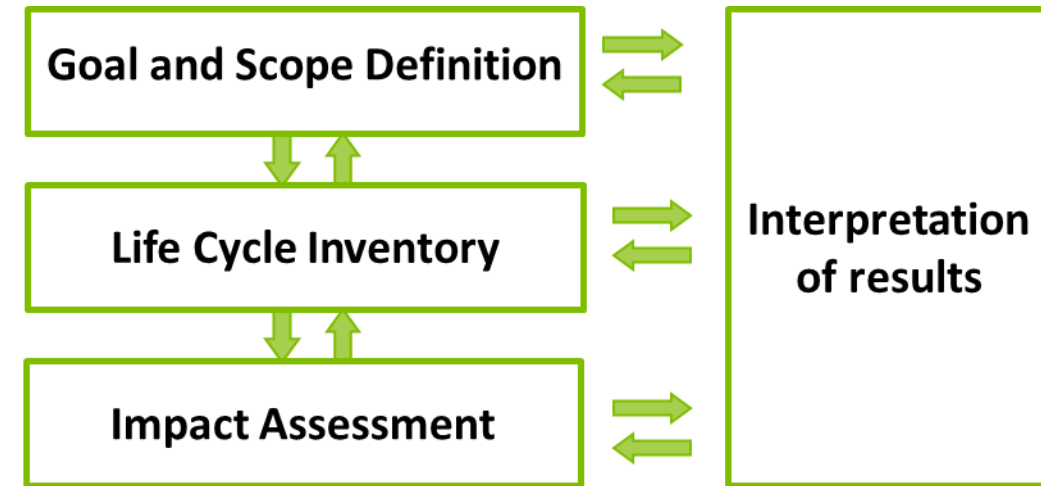 Goal and Scope Definition
Life Cycle Inventory
Impact Assessment
Interpretation
of results